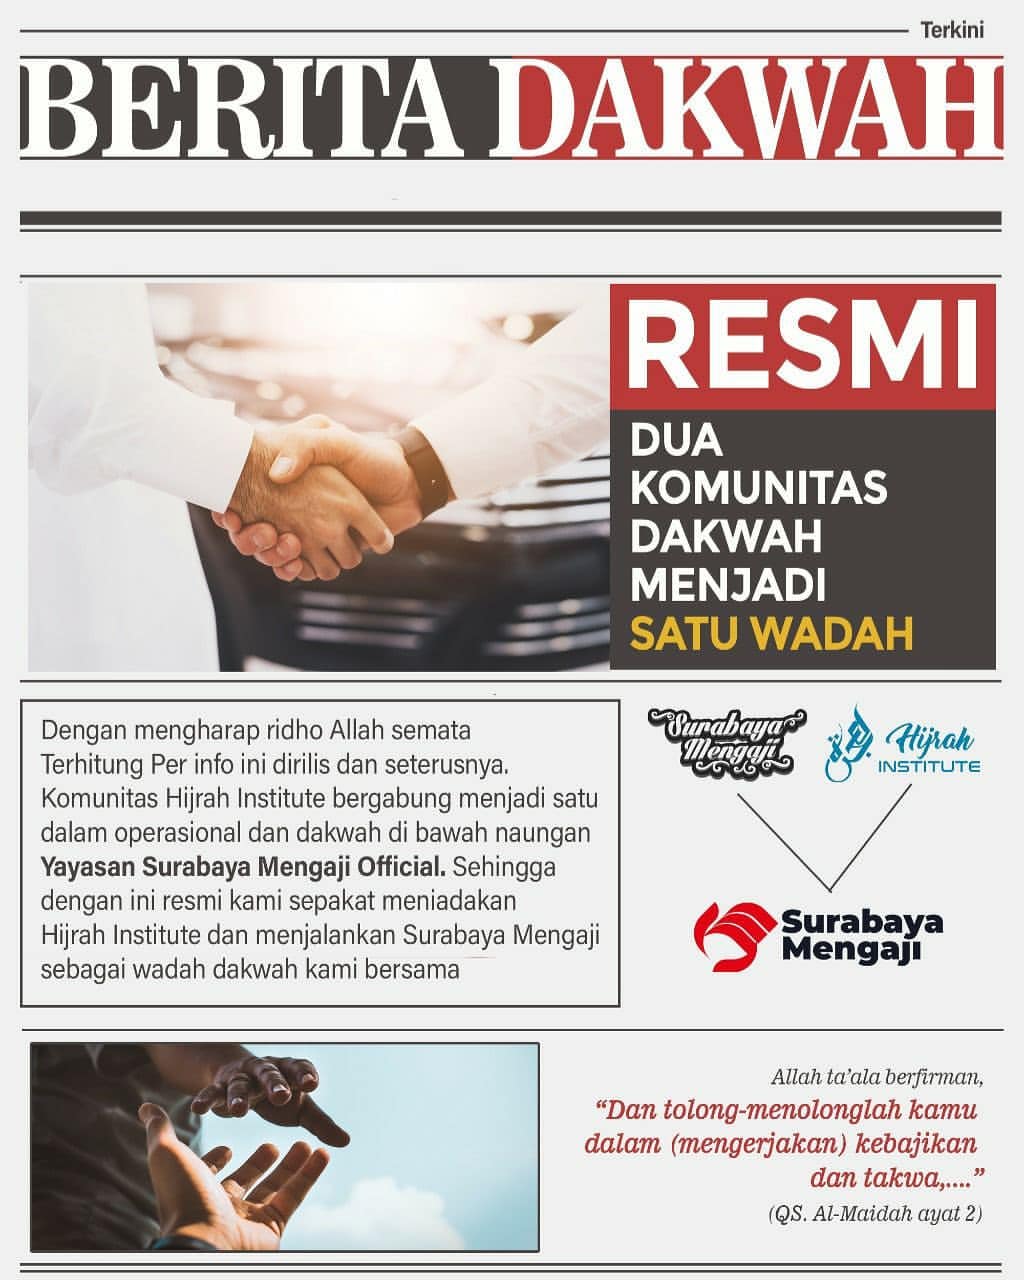 Terkini
BERITA DAKWAH
RESMI
DUA
KOMUNITAS
DAKWAH
MENJADI
SATU WADAH
Dengan mengharap ridho Allah semata
Terhitung Per info ini dirilis dan seterusnya.
Komunitas Hijrah Institute bergabung menjadi satu
dalam operasional dan dakwah di bawah naungan
Yayasan Surabaya Mengaji Official. Sehingga
dengan ini resmi kami sepakat meniadakan
Hijrah Institute dan menjalankan Surabaya Mengaji
sebagai wadah dakwah kami bersama
Surabaya
Mengaji
Hijrah
INSTITUTE
Surabaya
Mengaji
Allah ta'ala berfirman,
“Dan tolong-menolonglah kamu
dalam (mengerjakan) kebajikan
dan takwa,....”
(QS. Al-Maidah ayat 2)